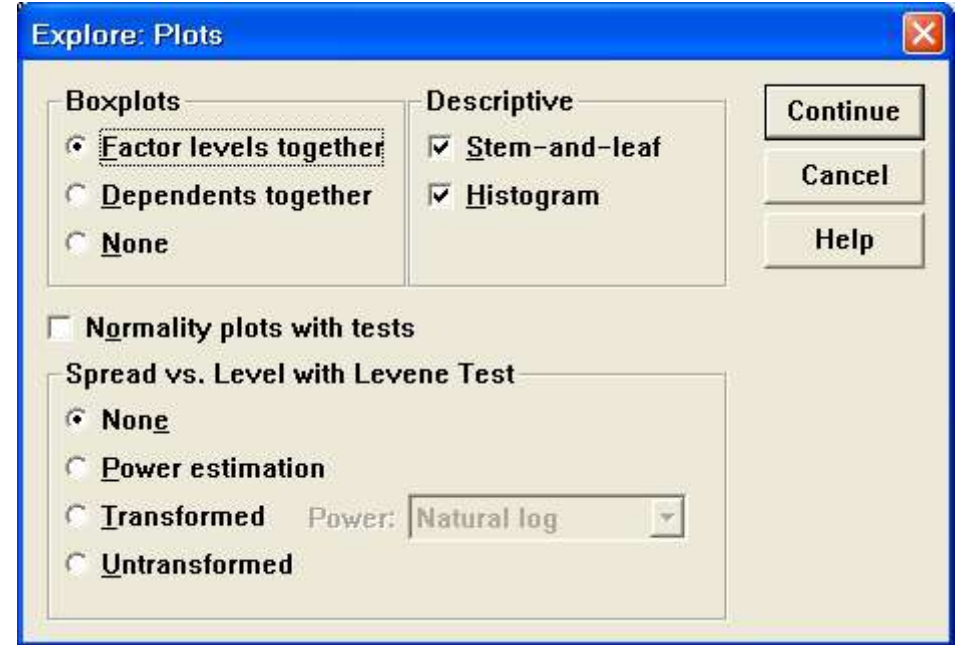 Explore: Plots
Boxplots
Factor levels together
Dependents together
None
Descriptive
Stem-and-leaf
Histogram
Continue
Cancel
Help
Normality plots with tests
Spread vs. Level with Levene Test
None
Power estimation
Transformed Power: Natural log
Untransformed